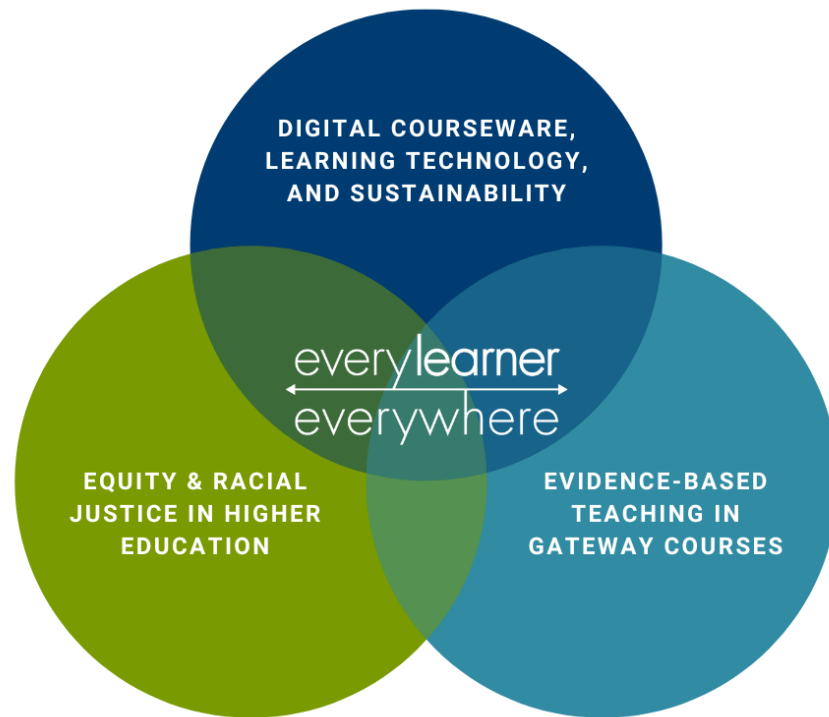 DIGITAL COURSEWARE,
LEARNING TECHNOLOGY,
AND SUSTAINABILITY
everylearner
everywhere
EQUITY & RACIAL
JUSTICE IN HIGHER
EDUCATION
EVIDENCE-BASED
TEACHING IN
GATEWAY COURSES